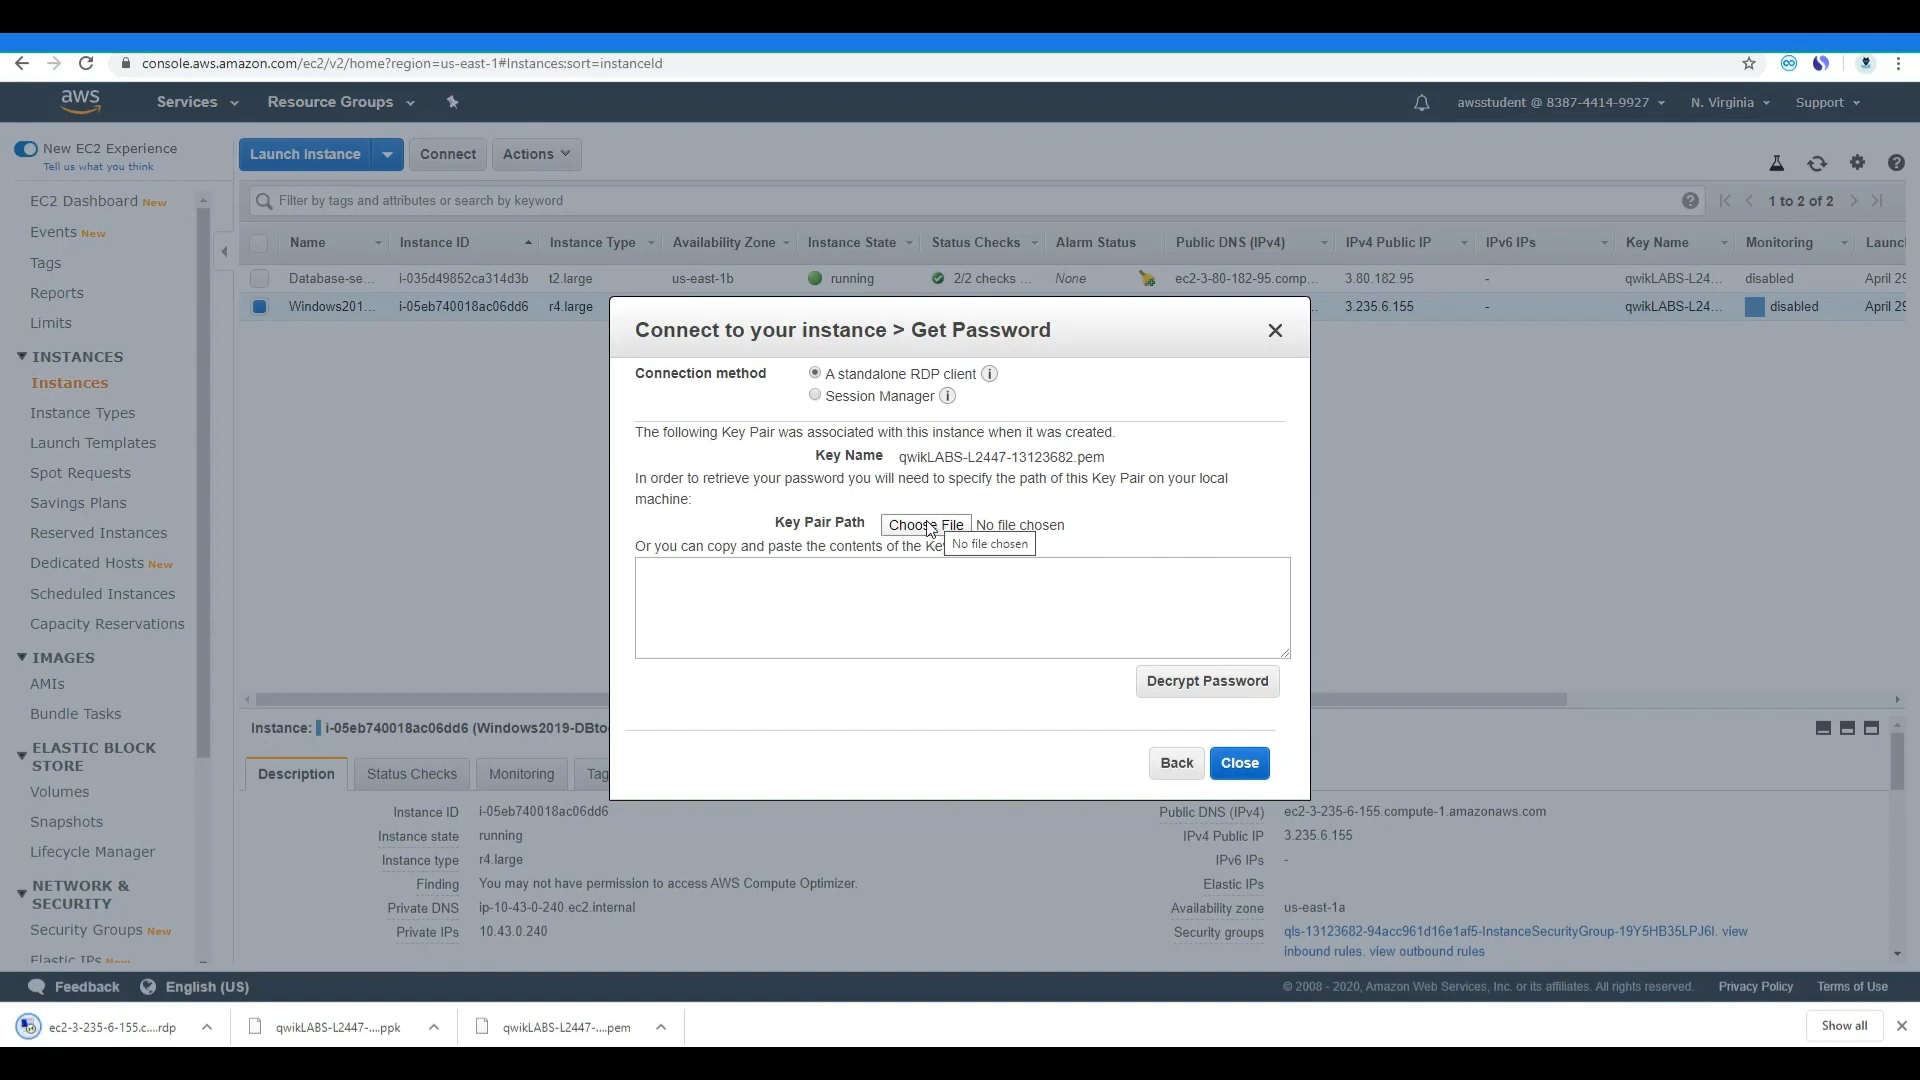 console.aws.amazon.com/ec2/v2/home?region=us-east-1#Instances:sort=instanceId
aws
Services
Resource Groups
awsstudent @ 8387-4414-9927
N. Virginia
Support
New EC2 Experience
Tell us what you think
EC2 Dashboard New
Events New
Tags
Reports
Limits
INSTANCES
Instances
Instance Types
Launch Templates
Spot Requests
Savings Plans
Reserved Instances
Dedicated Hosts New
Scheduled Instances
Capacity Reservations
IMAGES
AMIs
Bundle Tasks
ELASTIC BLOCK
STORE
Volumes
Snapshots
Lifecycle Manager
NETWORK &
SECURITY
Security Groups New
Elastic IPs New
Launch Instance
Connect
Actions
Filter by tags and attributes or search by keyword
1 to 2 of 2
Name Instance ID Instance Type Availability Zone Instance State Status Checks Alarm Status Public DNS (IPv4) IPv4 Public IP IPv6 IPs Key Name Monitoring Launc
Database-se... i-035d49852ca314d3b t2.large us-east-1b running 2/2 checks ... None ec2-3-80-182-95.comp... 3.80.182.95 - qwikLABS-L24... disabled April 29
Windows201... i-05eb740018ac06dd6 r4.large 3.235.6.155 - qwikLABS-L24... disabled April 29
Connect to your instance > Get Password
Connection method
A standalone RDP client
Session Manager
The following Key Pair was associated with this instance when it was created.
Key Name qwikLABS-L2447-13123682.pem
In order to retrieve your password you will need to specify the path of this Key Pair on your local
machine:
Key Pair Path Choose File No file chosen
Or you can copy and paste the contents of the Ke
No file chosen
Decrypt Password
Back
Close
Instance: i-05eb740018ac06dd6 (Windows2019-DBto
Description
Status Checks
Monitoring
Tag
Instance ID i-05eb740018ac06dd6
Instance state running
Instance type r4.large
Finding You may not have permission to access AWS Compute Optimizer.
Private DNS ip-10-43-0-240.ec2.internal
Private IPs 10.43.0.240
Public DNS (IPv4) ec2-3-235-6-155.compute-1.amazonaws.com
IPv4 Public IP 3.235.6.155
IPv6 IPs -
Elastic IPs
Availability zone us-east-1a
Security groups qls-13123682-94acc961d16e1af5-InstanceSecurityGroup-19Y5HB35LPJ6I. view
inbound rules. view outbound rules
Feedback
English (US)
© 2008 - 2020, Amazon Web Services, Inc. or its affiliates. All rights reserved.
Privacy Policy
Terms of Use
ec2-3-235-6-155.c....rdp
qwikLABS-L2447-....ppk
qwikLABS-L2447-....pem
Show all